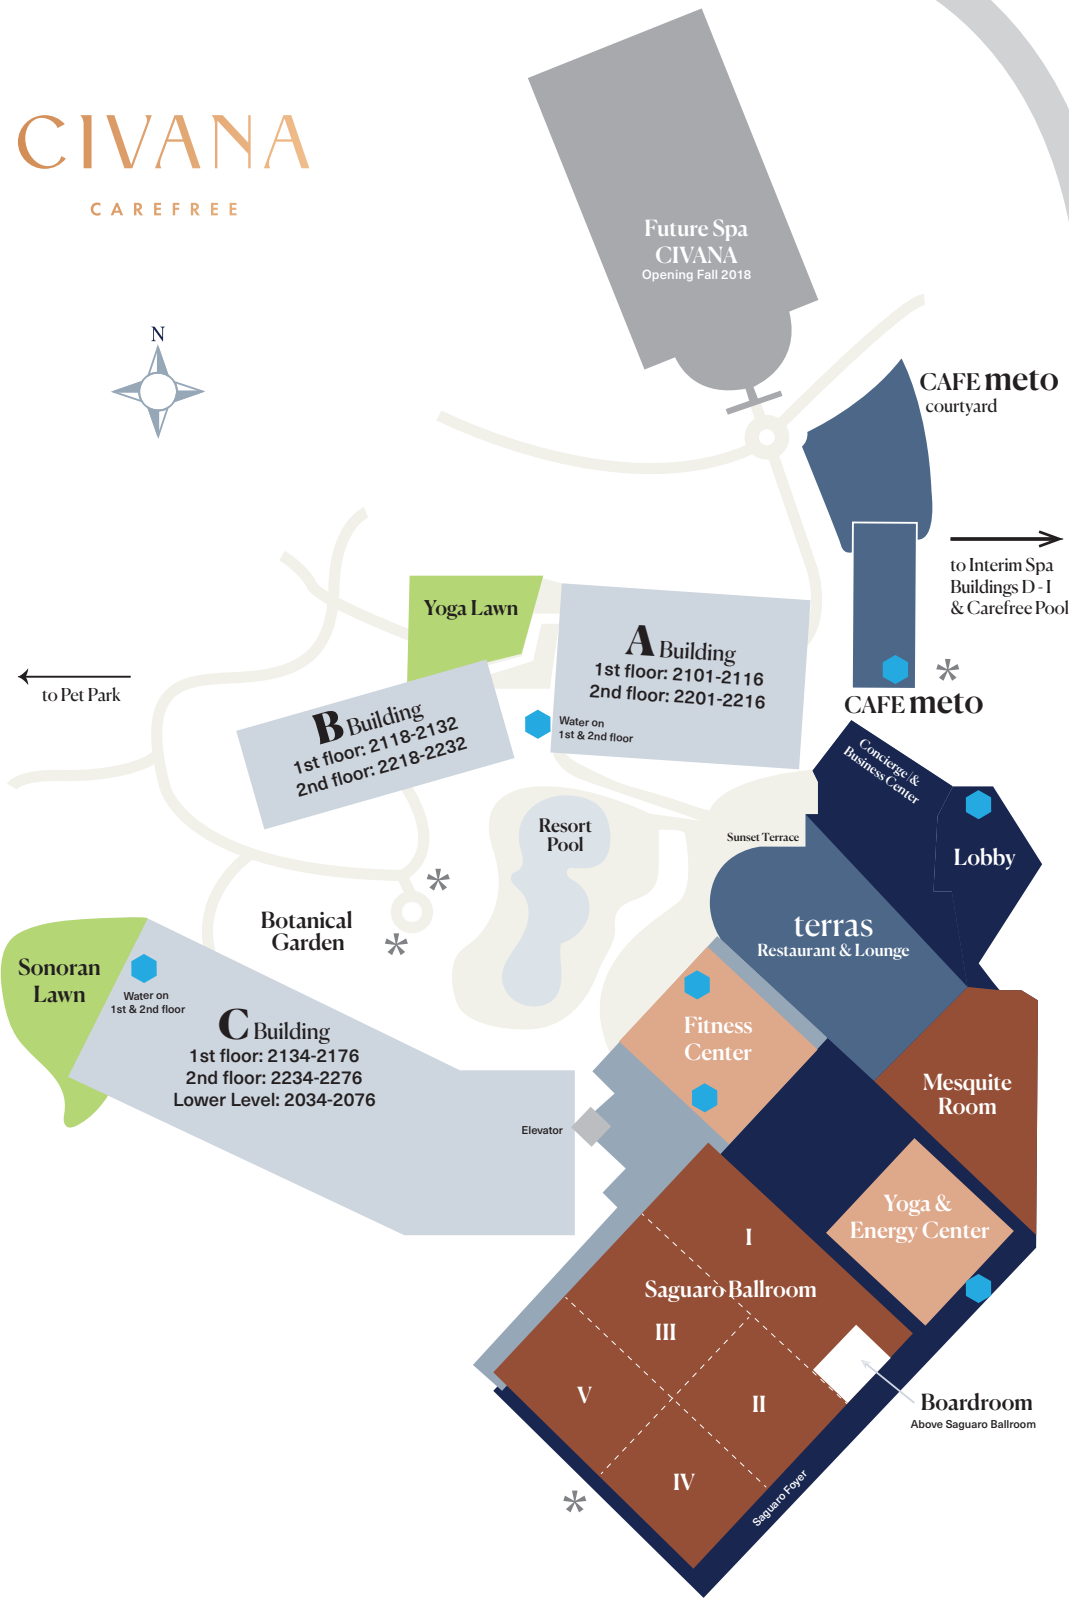 CIVANA
CAREFREE
N
Future Spa
CIVANA
Opening Fall 2018
CAFE meto
courtyard
to Interim Spa
Buildings D - I
& Carefree Pool
Yoga Lawn
A Building
1st floor: 2101-2116
2nd floor: 2201-2216
Water on
1st & 2nd floor
to Pet Park
B Building
1st floor: 2118-2132
2nd floor: 2218-2232
*
CAFE meto
Concierge/&
Business Center
Lobby
Resort
Pool
Sunset Terrace
terras
Restaurant & Lounge
*
Botanical
Garden
*
Sonoran
Lawn
Water on
1st & 2nd floor
C Building
1st floor: 2134-2176
2nd floor: 2234-2276
Lower Level: 2034-2076
Fitness
Center
Mesquite
Room
Elevator
Yoga &
Energy Center
I
Saguaro Ballroom
III
V
II
IV
Boardroom
Above Saguaro Ballroom
Saguaro Foyer
*